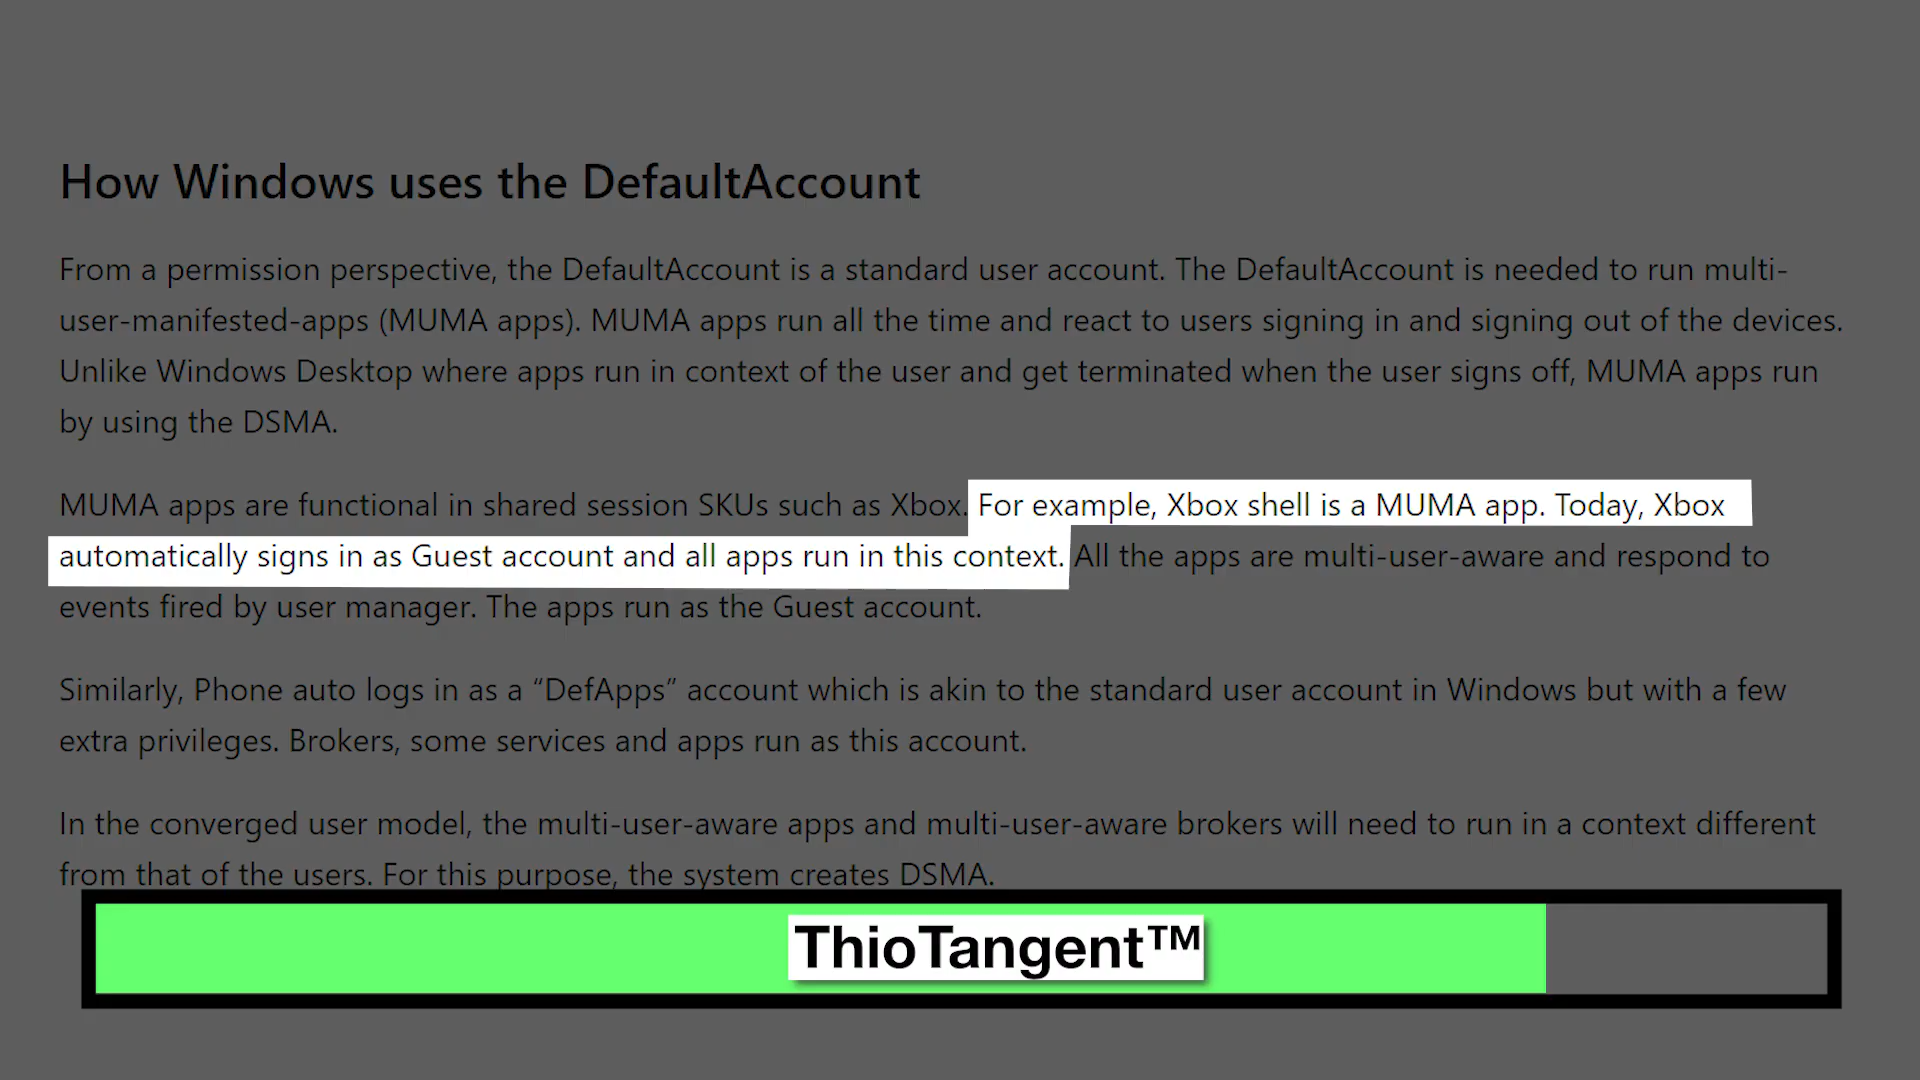 How Windows uses the DefaultAccount
From a permission perspective, the DefaultAccount is a standard user account. The DefaultAccount is needed to run multi-
user-manifested-apps (MUMA apps). MUMA apps run all the time and react to users signing in and signing out of the devices.
Unlike Windows Desktop where apps run in context of the user and get terminated when the user signs off, MUMA apps run
by using the DSMA.
MUMA apps are functional in shared session SKUs such as Xbox. For example, Xbox shell is a MUMA app. Today, Xbox
automatically signs in as Guest account and all apps run in this context. All the apps are multi-user-aware and respond to
events fired by user manager. The apps run as the Guest account.
Similarly, Phone auto logs in as a “DefApps” account which is akin to the standard user account in Windows but with a few
extra privileges. Brokers, some services and apps run as this account.
In the converged user model, the multi-user-aware apps and multi-user-aware brokers will need to run in a context different
from that of the users. For this purpose, the system creates DSMA.
ThioTangent™